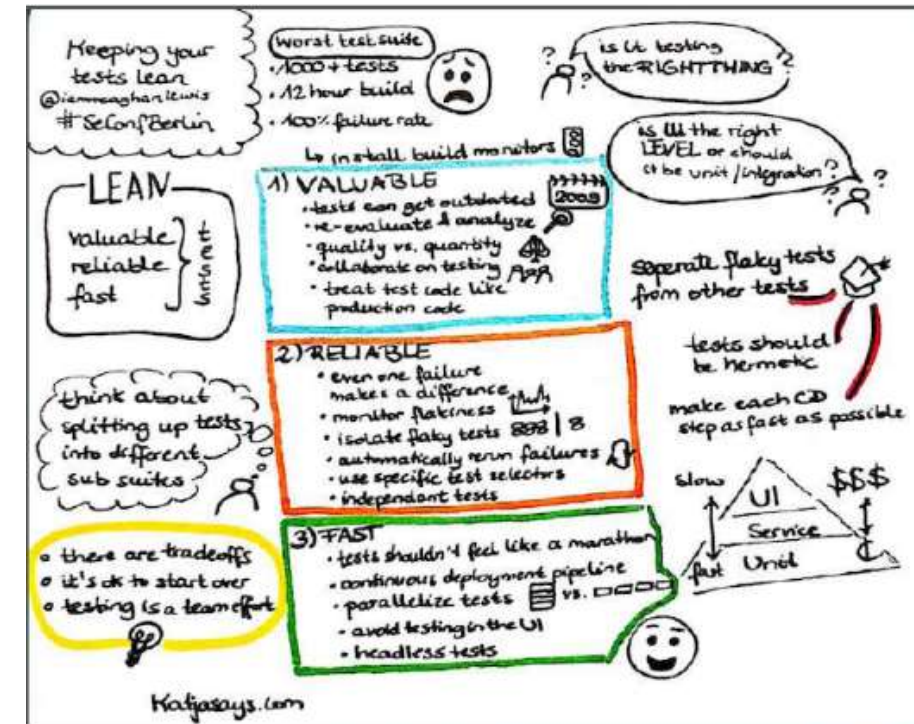 Keeping your
tests lean
@iammeaghanlewis
#SeConfBerlin
worst test suite
• 1000+ tests
• 12 hour build
• 100% failure rate
↳ install build monitors
is it testing
the RIGHT THING
is UI the right
LEVEL or should
it be unit/integration?
LEAN
valuable
reliable
fast
tests
1) VALUABLE
• tests can get outdated
2009
• re-evaluate & analyze
• quality vs. quantity
• collaborate on testing
• treat test code like
production code
seperate flaky tests
from other tests
tests should
be hermetic
make each CD
step as fast as possible
2) RELIABLE
• even one failure
makes a difference
• monitor flakiness
• isolate flaky tests
• automatically rerun failures
• use specific test selectors
• independant tests
think about
splitting up tests
into different
sub suites
slow
fast
UI
Service
Unit
$$$
¢
• there are tradeoffs
• it's ok to start over
• testing is a team effort
3) FAST
• tests shouldn't feel like a marathon
• continuous deployment pipeline
• parallelize tests vs.
• avoid testing in the UI
• headless tests
Katjasays.com